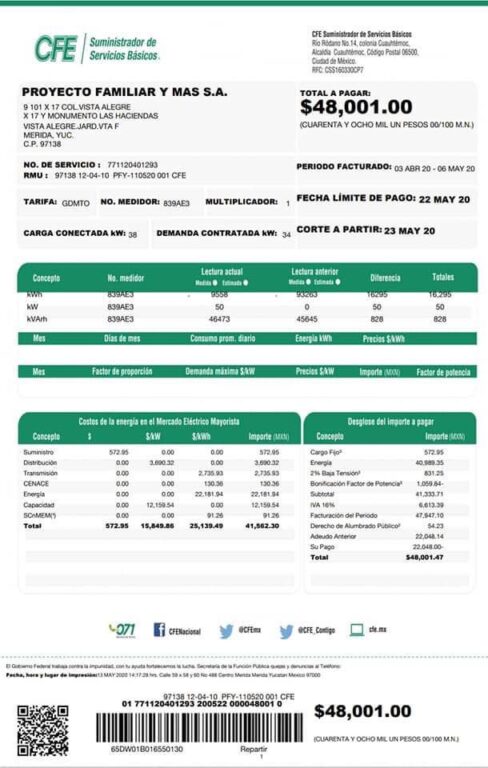 CFE Suministrador de
Servicios Básicos®
CFE Suministrador de Servicios Básicos
Río Ródano No.14, colonia Cuauhtémoc,
Alcaldía Cuauhtémoc, Código Postal 06500,
Ciudad de México.
RFC: CSS160330CP7
PROYECTO FAMILIAR Y MAS S.A.
9 101 X 17 COL.VISTA ALEGRE
X 17 Y MONUMENTO LAS HACIENDAS
VISTA ALEGRE.JARD.VTA F
MERIDA, YUC.
C.P. 97138
TOTAL A PAGAR:
$48,001.00
(CUARENTA Y OCHO MIL UN PESOS 00/100 M.N.)
NO. DE SERVICIO : 771120401293
RMU : 97138 12-04-10 PFY-110520 001 CFE
PERIODO FACTURADO: 03 ABR 20 - 06 MAY 20
TARIFA: GDMTO NO. MEDIDOR: 839AE3 MULTIPLICADOR: 1
FECHA LÍMITE DE PAGO: 22 MAY 20
CARGA CONECTADA kW: 38 DEMANDA CONTRATADA kW: 34
CORTE A PARTIR: 23 MAY 20
Concepto No. medidor Lectura actual Lectura anterior Diferencia Totales
Medida Estimada Medida Estimada
kWh 839AE3 9558 93263 16295 16,295
kW 839AE3 50 0 50 50
kVArh 839AE3 46473 45645 828 828
Mes Días de mes Consumo prom. diario Energía kWh Precios $/kWh
Mes Factor de proporción Demanda máxima $/kW Precios $/kW Importe (MXN) Factor de potencia
Costos de la energía en el Mercado Eléctrico Mayorista
Concepto $ $/kW $/kWh Importe (MXN)
Suministro 572.95 0.00 0.00 572.95
Distribución 0.00 3,690.32 0.00 3,690.32
Transmisión 0.00 0.00 2,735.93 2,735.93
CENACE 0.00 0.00 130.36 130.36
Energía 0.00 0.00 22,181.94 22,181.94
Capacidad 0.00 12,159.54 0.00 12,159.54
SCnMEM(³) 0.00 0.00 91.26 91.26
Total 572.95 15,849.86 25,139.49 41,562.30
Desglose del importe a pagar
Concepto Importe (MXN)
Cargo Fijo³ 572.95
Energía 40,989.35
2% Baja Tensión² 831.25
Bonificación Factor de Potencia³ 1,059.84-
Subtotal 41,333.71
IVA 16% 6,613.39
Facturación del Periodo 47,947.10
Derecho de Alumbrado Público² 54.23
Adeudo Anterior 22,048.14
Su Pago 22,048.00-
Total $48,001.47
071
CFENacional
@CFEmx
@CFE_Contigo
cfe.mx
El Gobierno Federal trabaja contra la impunidad, con tu ayuda fortalecemos la lucha. Secretaría de la Función Pública quejas y denuncias al Teléfono:
Fecha, hora y lugar de impresión:13 MAY 2020 14:17:29 hrs. Calle 59 x 58 y 60 No 488 Centro Merida Merida Yucatan Mexico 97000
97138 12-04-10 PFY-110520 001 CFE
01 771120401293 200522 000048001 0
65DW01B016550130
Repartir
1
$48,001.00
(CUARENTA Y OCHO MIL UN PESOS 00/100 M.N.)